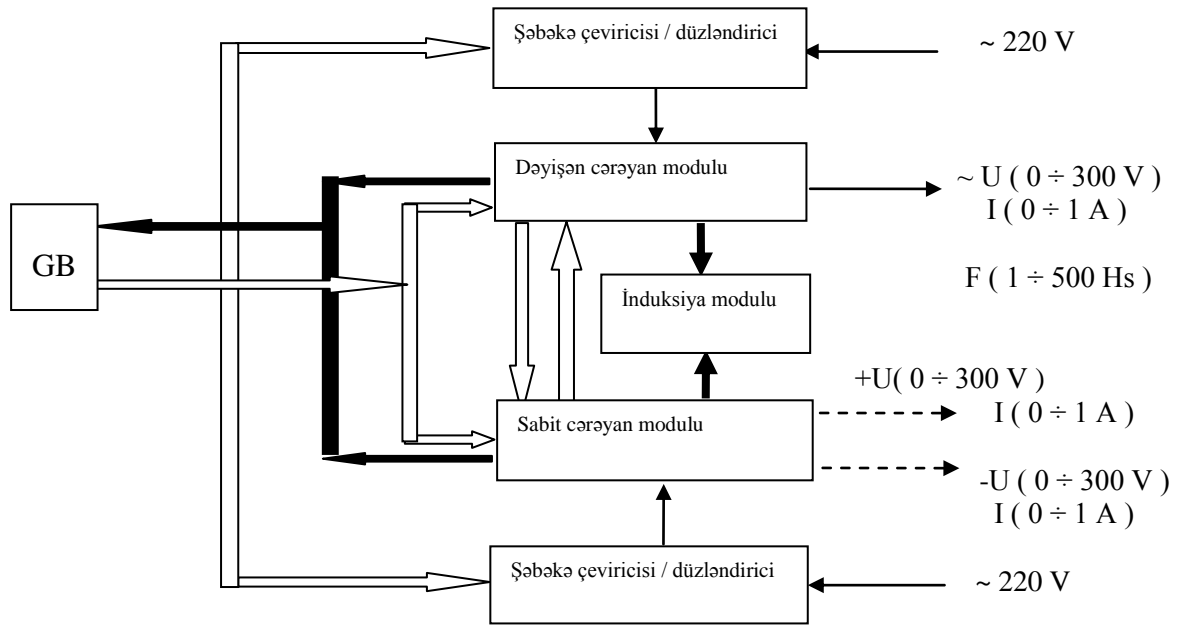 Şəbəkə çeviricisi / düzləndirici
~ 220 V
Dəyişən cərəyan modulu
~ U ( 0 ÷ 300 V )
I ( 0 ÷ 1 A )
GB
F ( 1 ÷ 500 Hs )
İnduksiya modulu
+U( 0 ÷ 300 V )
I ( 0 ÷ 1 A )
Sabit cərəyan modulu
-U ( 0 ÷ 300 V )
I ( 0 ÷ 1 A )
Şəbəkə çeviricisi / düzləndirici
~ 220 V